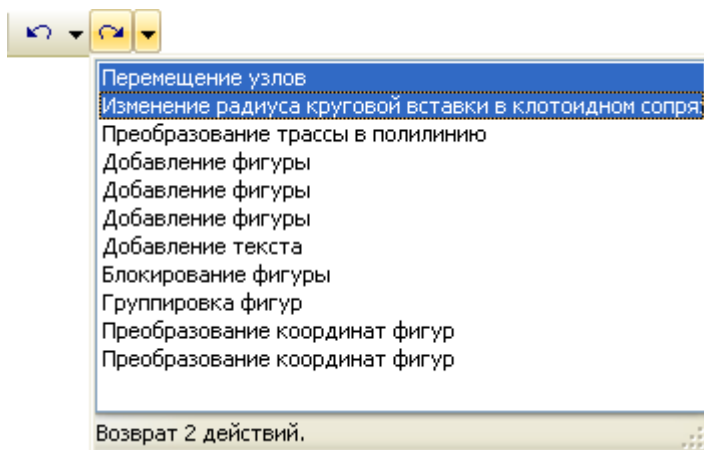 Перемещение узлов
Изменение радиуса круговой вставки в клотоидном сопря
Преобразование трассы в полилинию
Добавление фигуры
Добавление фигуры
Добавление фигуры
Добавление текста
Блокирование фигуры
Группировка фигур
Преобразование координат фигур
Преобразование координат фигур
Возврат 2 действий.